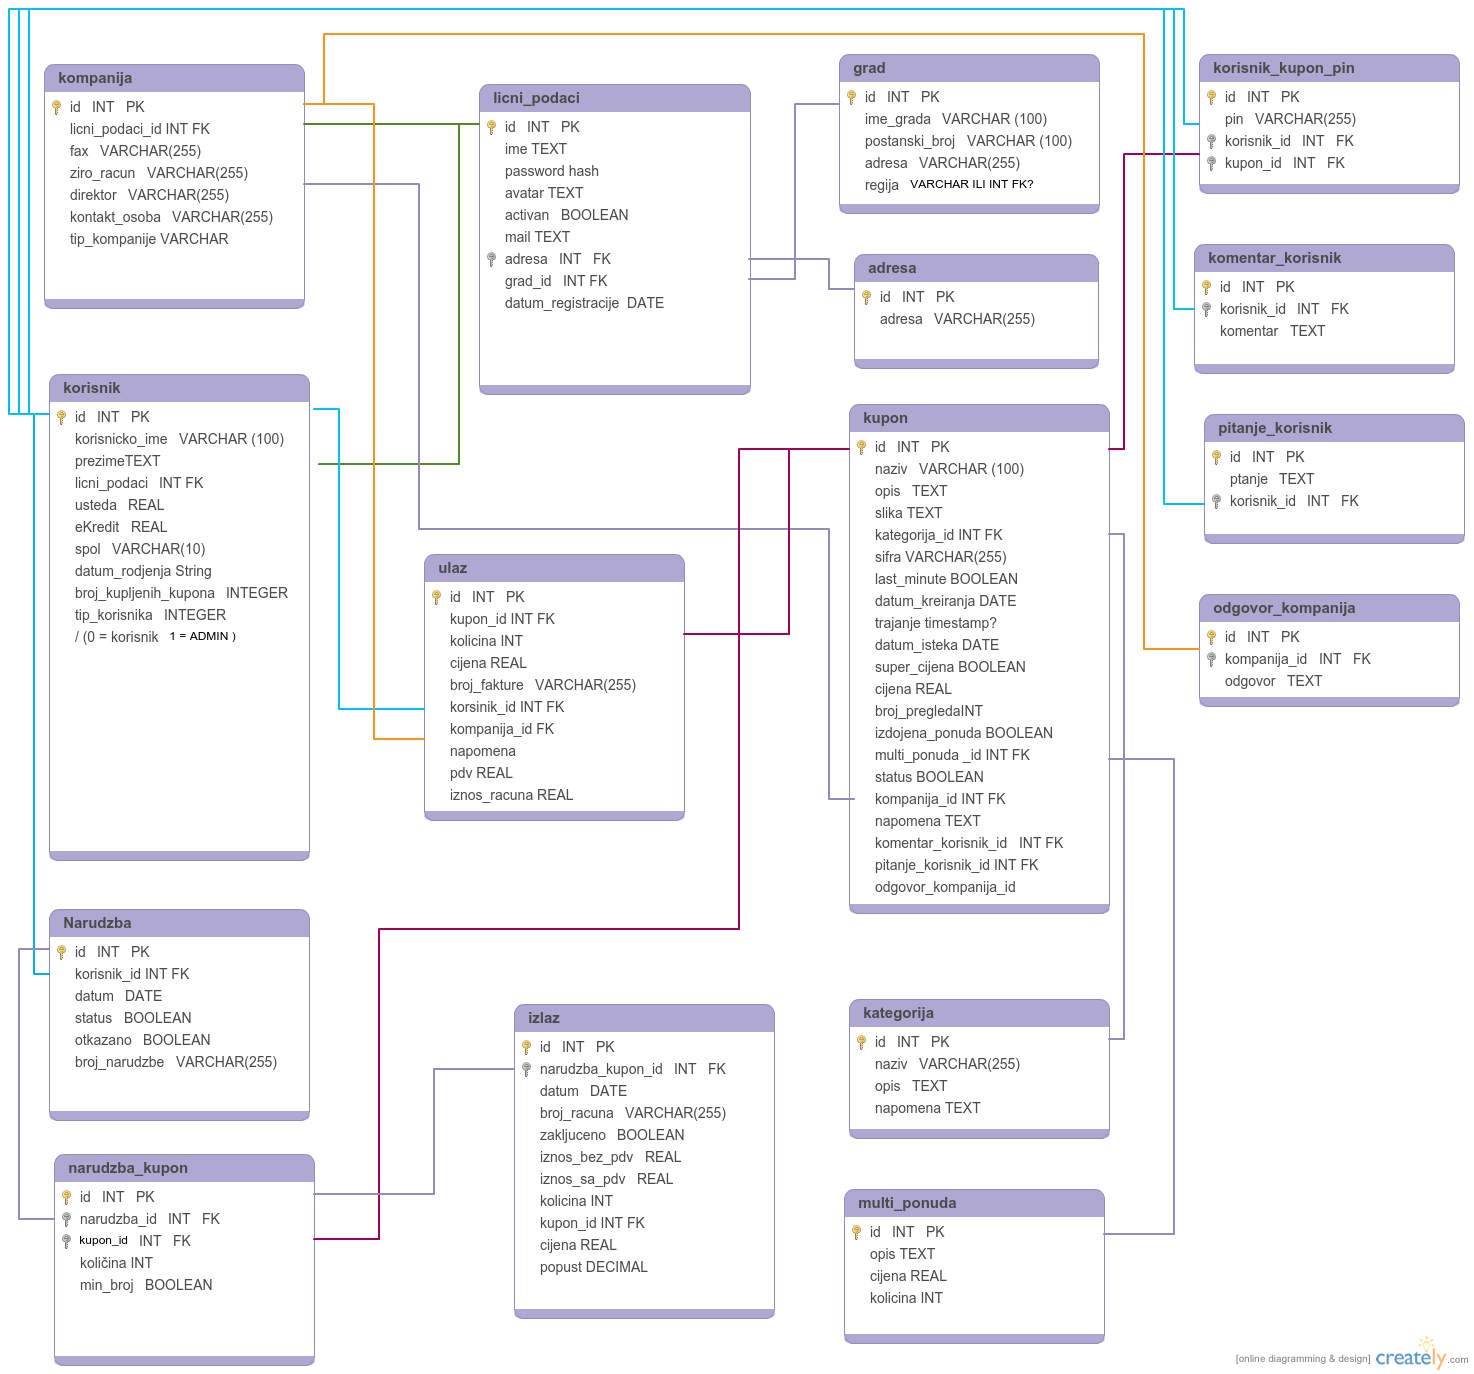 kompanija
id INT PK
licni_podaci_id INT FK
fax VARCHAR(255)
ziro_racun VARCHAR(255)
direktor VARCHAR(255)
kontakt_osoba VARCHAR(255)
tip_kompanije VARCHAR
licni_podaci
id INT PK
ime TEXT
password hash
avatar TEXT
activan BOOLEAN
mail TEXT
adresa INT FK
grad_id INT FK
datum_registracije DATE
grad
id INT PK
ime_grada VARCHAR (100)
postanski_broj VARCHAR (100)
adresa VARCHAR(255)
regija VARCHAR ILI INT FK?
korisnik_kupon_pin
id INT PK
pin VARCHAR(255)
korisnik_id INT FK
kupon_id INT FK
adresa
id INT PK
adresa VARCHAR(255)
komentar_korisnik
id INT PK
korisnik_id INT FK
komentar TEXT
korisnik
id INT PK
korisnicko_ime VARCHAR (100)
prezimeTEXT
licni_podaci INT FK
usteda REAL
eKredit REAL
spol VARCHAR(10)
datum_rodjenja String
broj_kupljenih_kupona INTEGER
tip_korisnika INTEGER
/ (0 = korisnik 1 = ADMIN )
ulaz
id INT PK
kupon_id INT FK
kolicina INT
cijena REAL
broj_fakture VARCHAR(255)
korsinik_id INT FK
kompanija_id FK
napomena
pdv REAL
iznos_racuna REAL
kupon
id INT PK
naziv VARCHAR (100)
opis TEXT
slika TEXT
kategorija_id INT FK
sifra VARCHAR(255)
last_minute BOOLEAN
datum_kreiranja DATE
trajanje timestamp?
datum_isteka DATE
super_cijena BOOLEAN
cijena REAL
broj_pregledaINT
izdojena_ponuda BOOLEAN
multi_ponuda _id INT FK
status BOOLEAN
kompanija_id INT FK
napomena TEXT
komentar_korisnik_id INT FK
pitanje_korisnik_id INT FK
odgovor_kompanija_id
pitanje_korisnik
id INT PK
ptanje TEXT
korisnik_id INT FK
odgovor_kompanija
id INT PK
kompanija_id INT FK
odgovor TEXT
Narudzba
id INT PK
korisnik_id INT FK
datum DATE
status BOOLEAN
otkazano BOOLEAN
broj_narudzbe VARCHAR(255)
izlaz
id INT PK
narudzba_kupon_id INT FK
datum DATE
broj_racuna VARCHAR(255)
zakljuceno BOOLEAN
iznos_bez_pdv REAL
iznos_sa_pdv REAL
kolicina INT
kupon_id INT FK
cijena REAL
popust DECIMAL
kategorija
id INT PK
naziv VARCHAR(255)
opis TEXT
napomena TEXT
narudzba_kupon
id INT PK
narudzba_id INT FK
kupon_id INT FK
količina INT
min_broj BOOLEAN
multi_ponuda
id INT PK
opis TEXT
cijena REAL
kolicina INT
[online diagramming & design] creately.com